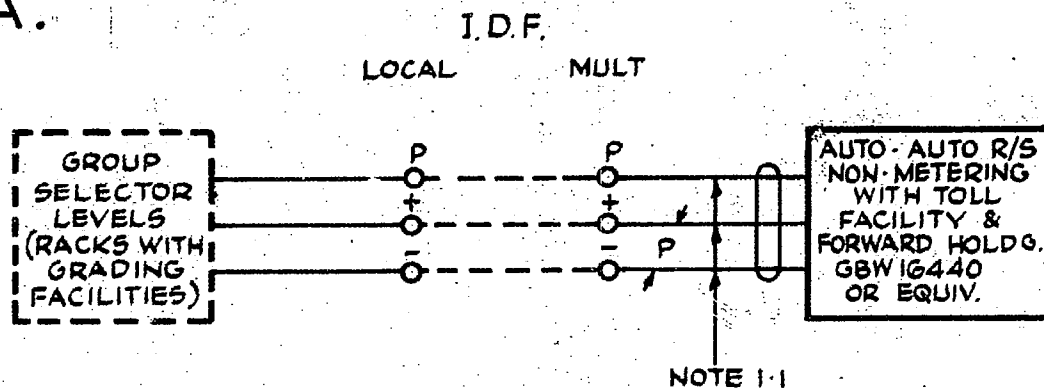 A.
I.D.F.
LOCAL MULT
GROUP
SELECTOR
LEVELS
(RACKS WITH
GRADING
FACILITIES)
P
+
-
P
+
-
P
AUTO-AUTO R/S
NON-METERING
WITH TOLL
FACILITY &
FORWARD HOLDG.
GBW 16440
OR EQUIV.
NOTE 1·1